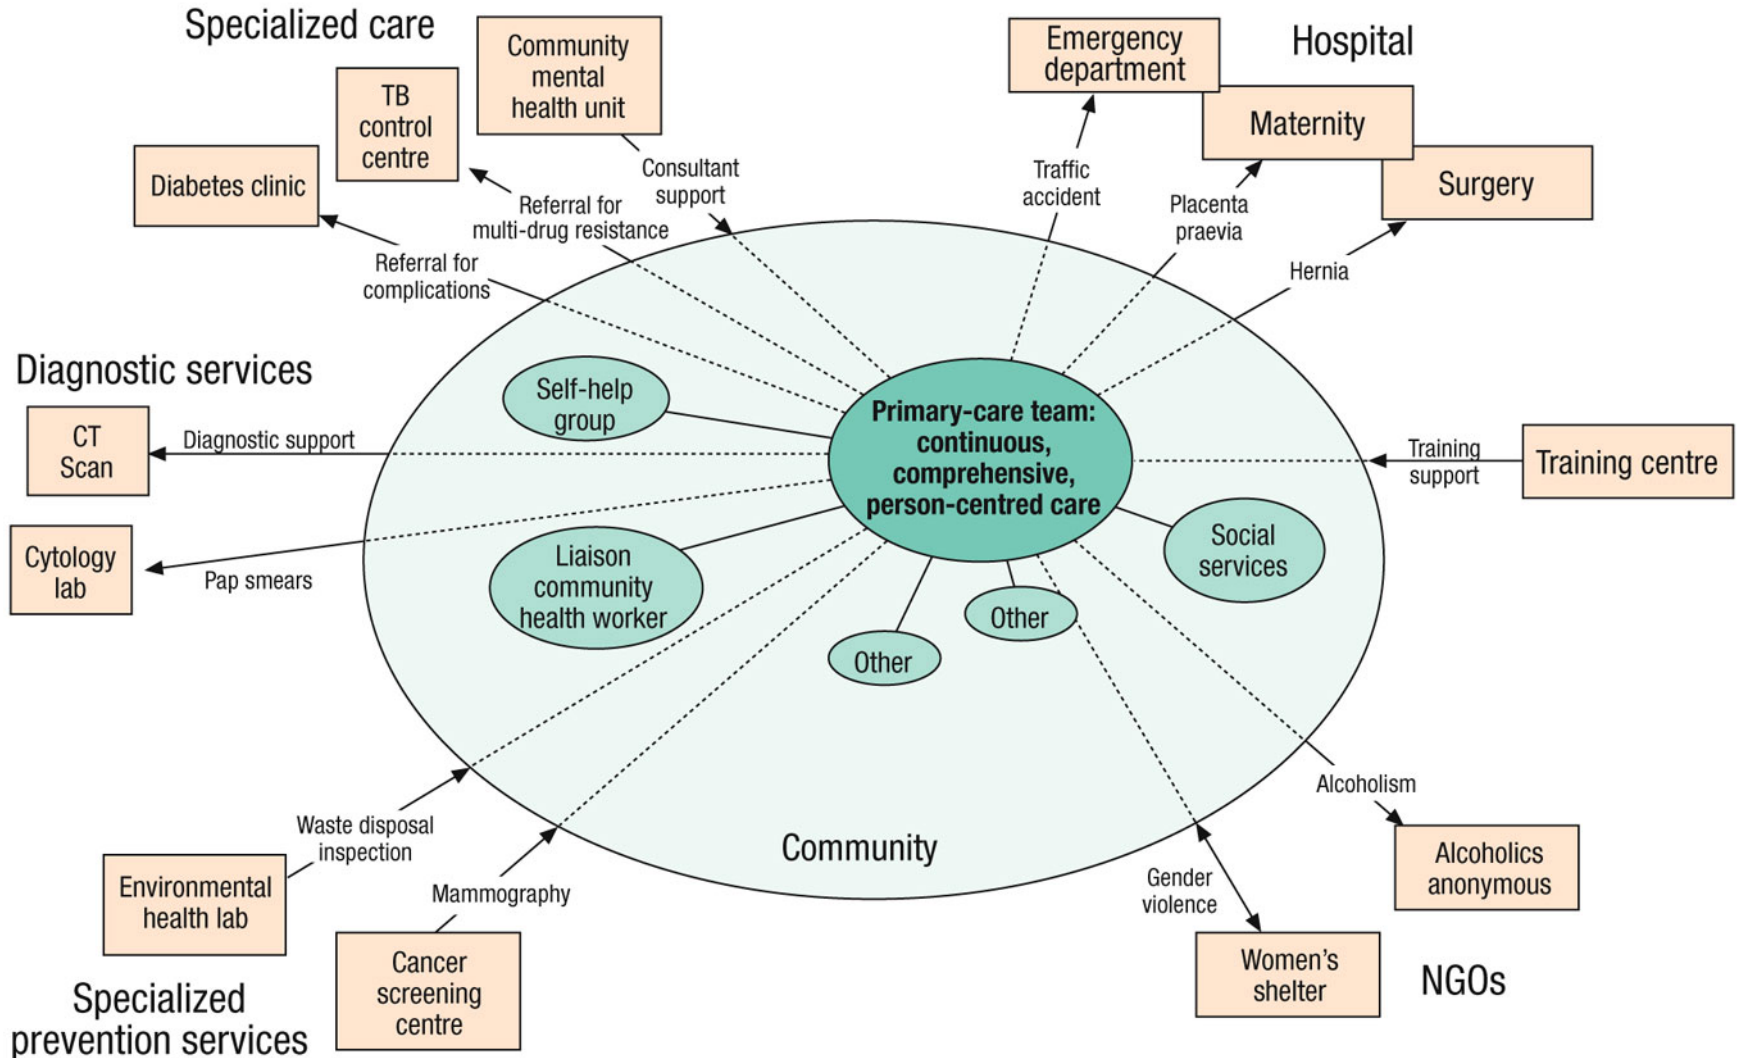 Specialized care
Community
mental
health unit
TB
control
centre
Diabetes clinic
Consultant
support
Referral for
multi-drug resistance
Referral for
complications
Emergency
department
Hospital
Maternity
Surgery
Traffic
accident
Placenta
praevia
Hernia
Diagnostic services
CT
Scan
Diagnostic support
Cytology
lab
Pap smears
Self-help
group
Primary-care team:
continuous,
comprehensive,
person-centred care
Training
support
Training centre
Liaison
community
health worker
Social
services
Other
Other
Community
Waste disposal
inspection
Environmental
health lab
Mammography
Cancer
screening
centre
Specialized
prevention services
Alcoholism
Alcoholics
anonymous
Gender
violence
Women's
shelter
NGOs